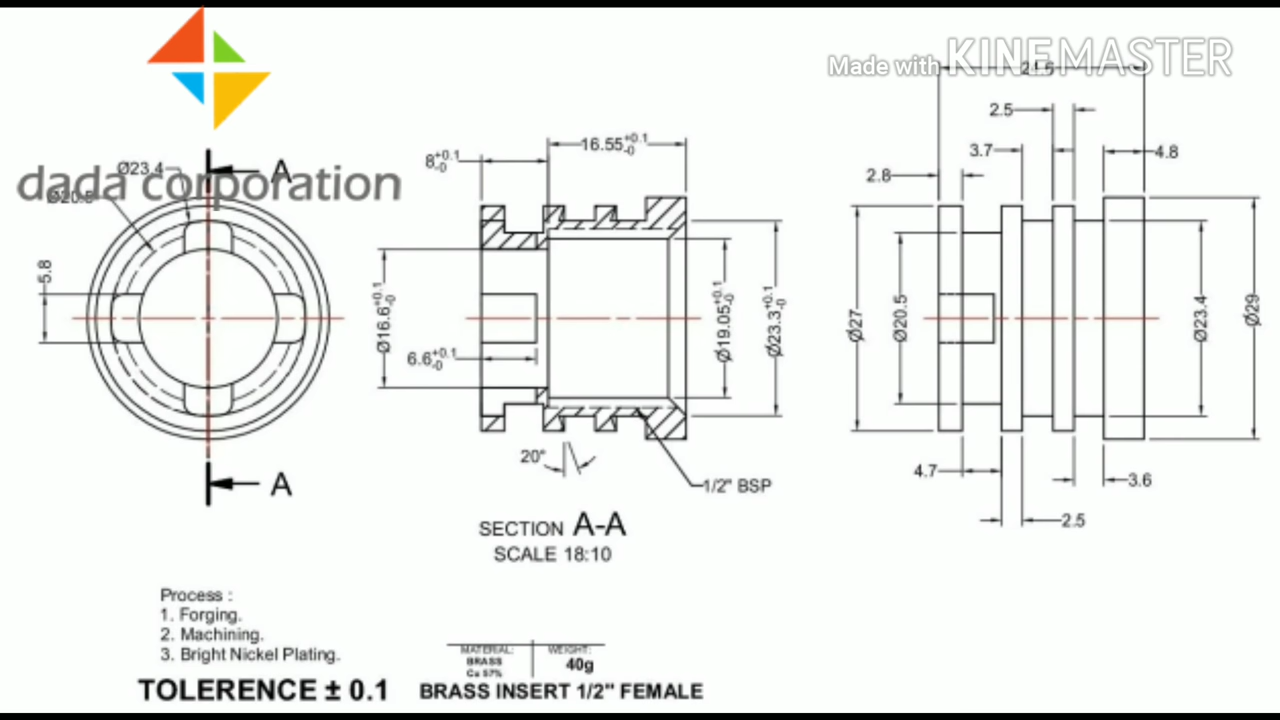 Made with KINEMASTER
dada corporation
Ø23.4
Ø20.5
A
5.8
A
8+0.1-0
16.55+0.1-0
Ø16.6+0.1-0
6.6+0.1-0
Ø19.05+0.1-0
Ø23.3+0.1-0
20°
1/2" BSP
SECTION A-A
SCALE 18:10
2.5
3.7
4.8
2.8
Ø27
Ø20.5
Ø23.4
Ø29
4.7
3.6
2.5
Process :
1. Forging.
2. Machining.
3. Bright Nickel Plating.
MATERIAL: WEIGHT:
BRASS 40g
Cu 57%
TOLERENCE ± 0.1
BRASS INSERT 1/2" FEMALE